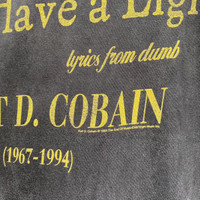 Have a Ligh
lyrics from dumb
T D. COBAIN
(1967-1994)